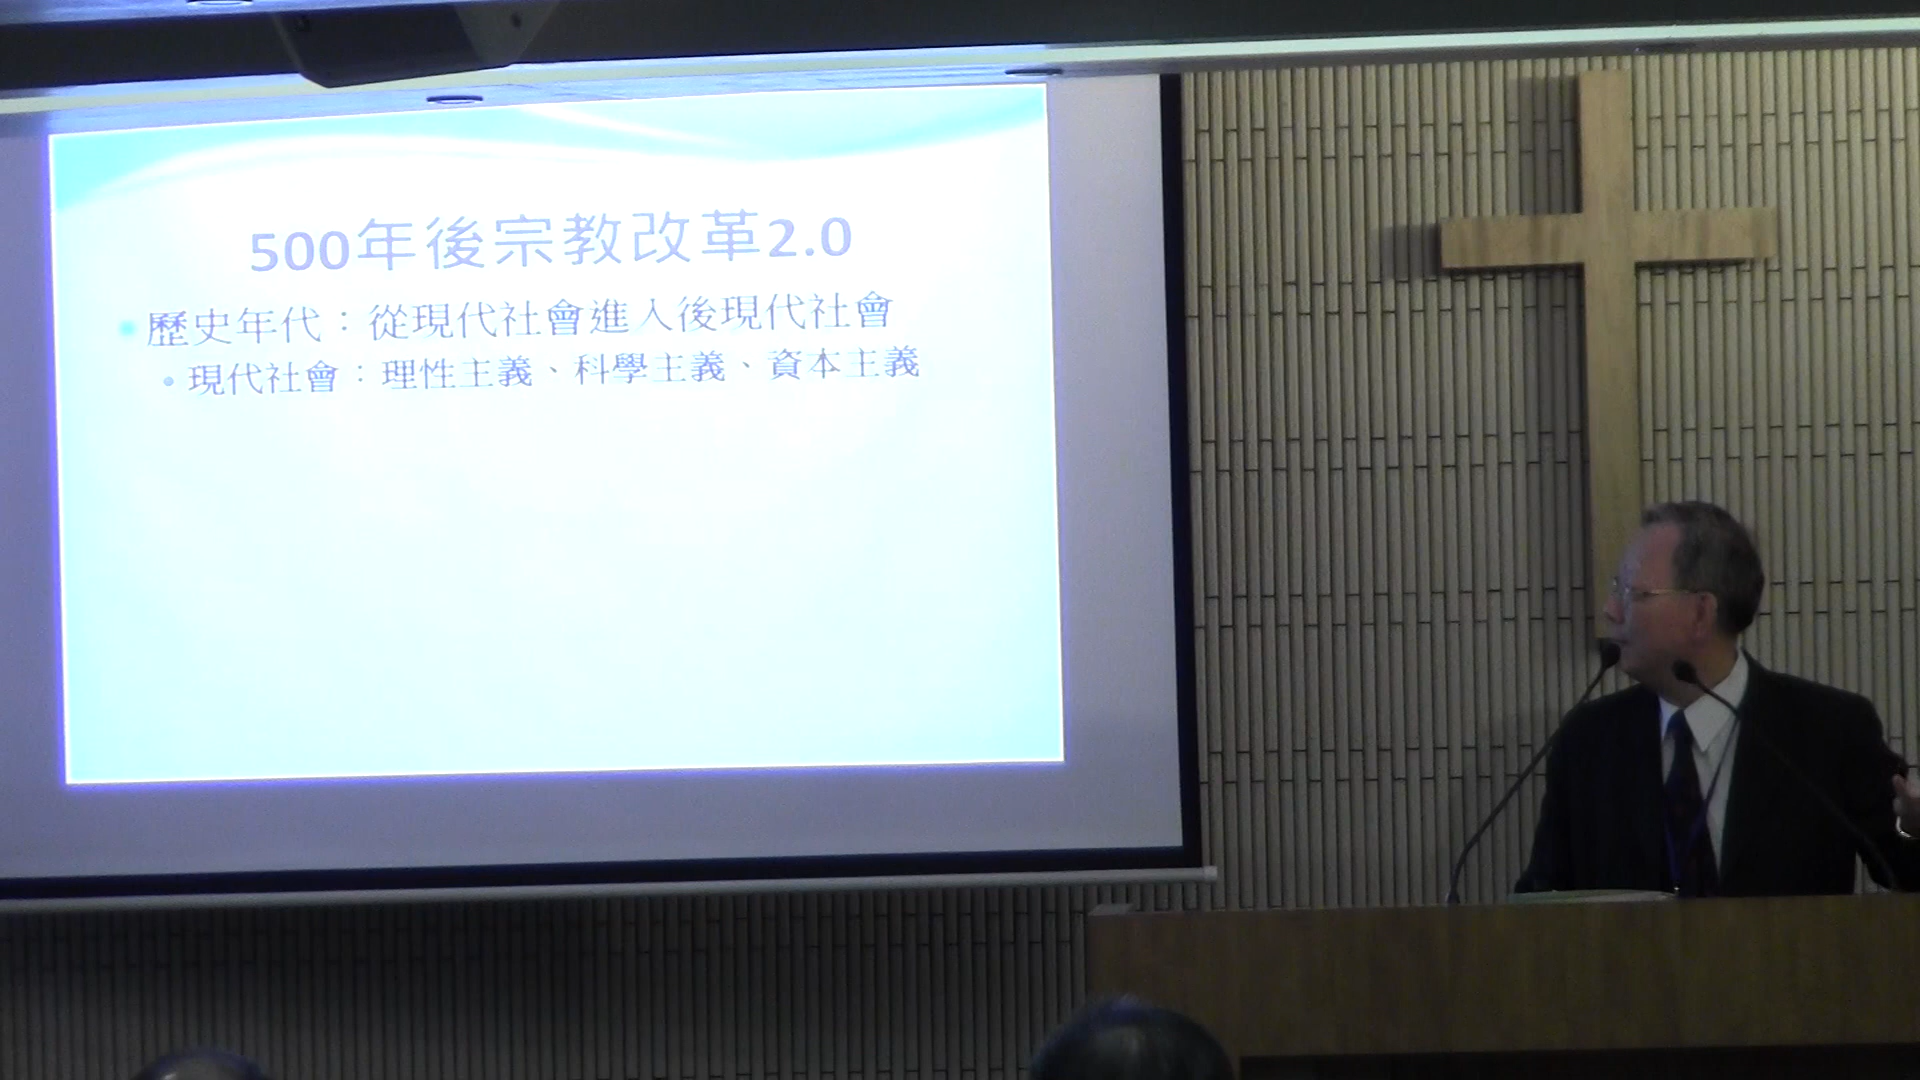 500年後宗教改革2.0
歷史年代：從現代社會進入後現代社會
現代社會：理性主義、科學主義、資本主義